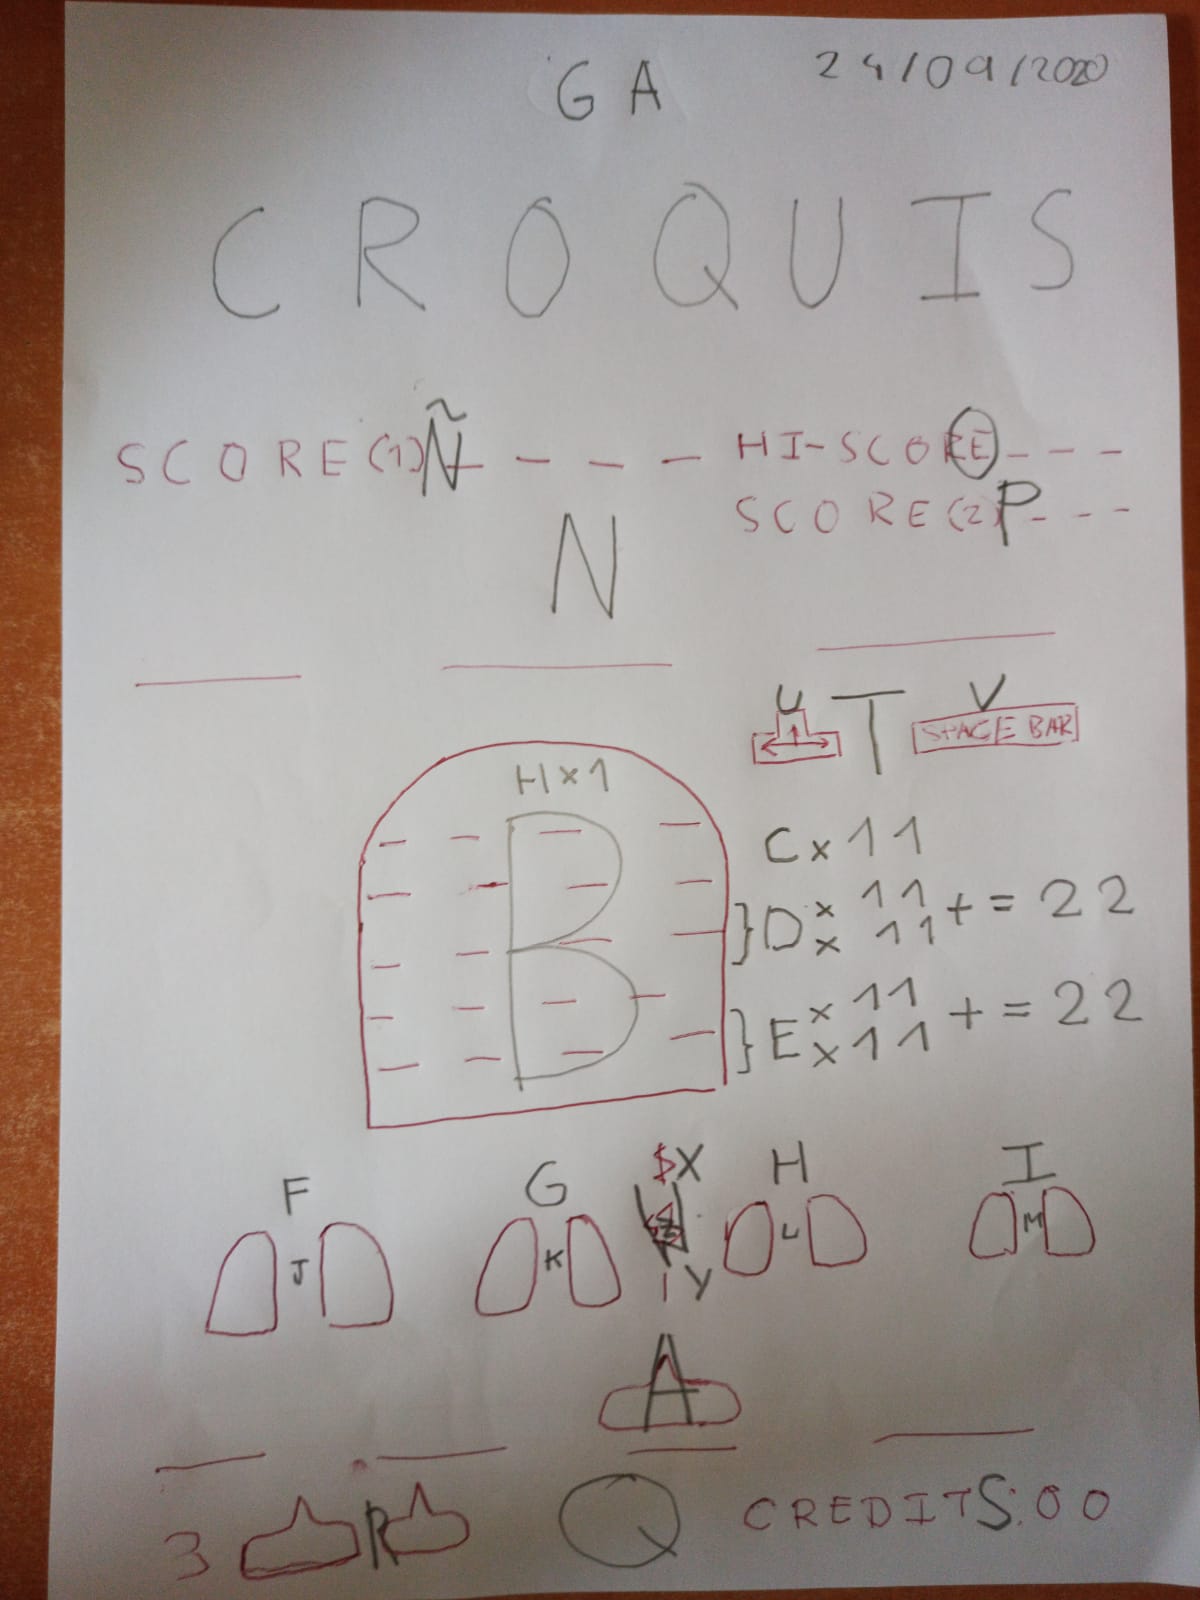 GA 24/09/2020
CROQUIS
SCORE(1) Ñ - - - HI-SCORE - - -
SCORE(2) P - - -
N
U T V
SPACE BAR
H x 1
B
C x 11
} D x 11 + = 22
x 11
} E x 11 + = 22
x 11
F G $X H I
J K Z L M
Y
A
3 R Q CREDITS:00